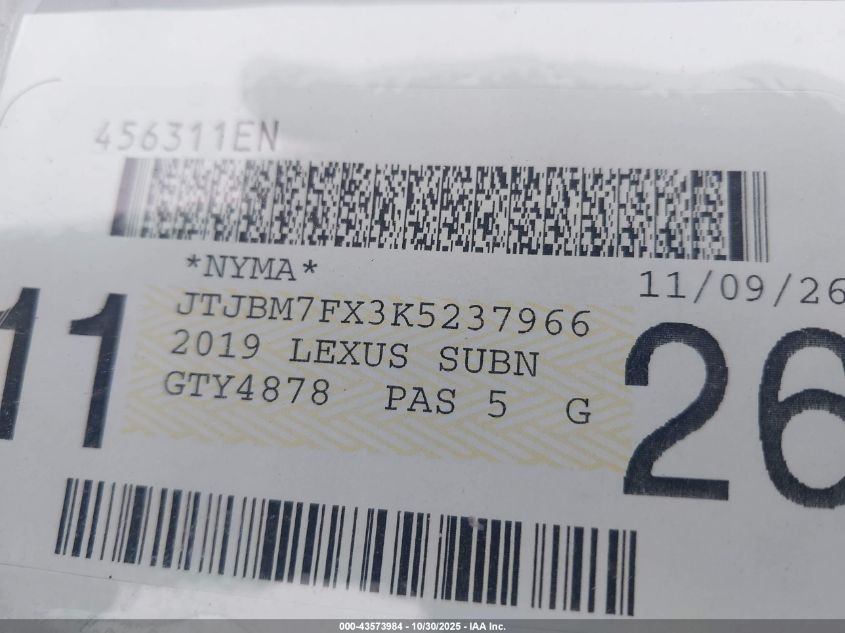 456311EN
*NYMA*
11/09/26
JTJBM7FX3K5237966
2019 LEXUS SUBN
GTY4878 PAS 5 G
11 26
000-43573984 - 10/30/2025 - IAA Inc.